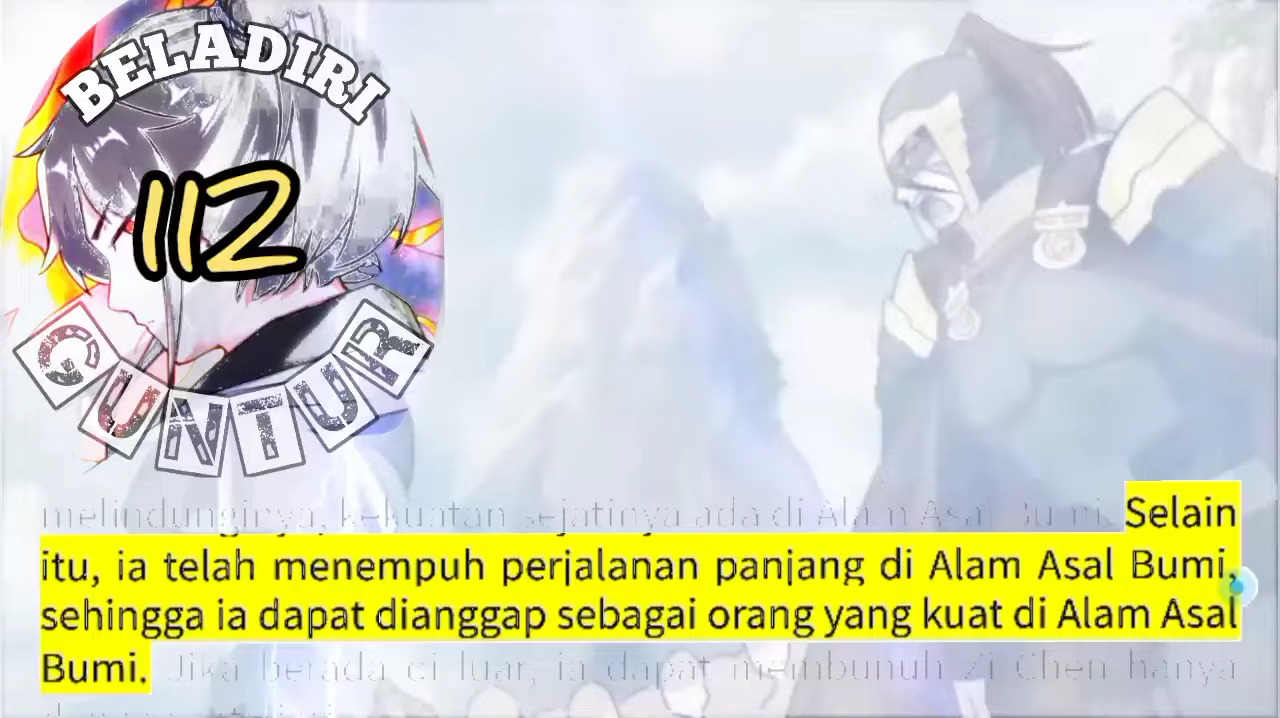 BELADIRI
112
GUNTUR
melindunginya, kekuatan sejatinya ada di Alam Asal Bumi. Selain
itu, ia telah menempuh perjalanan panjang di Alam Asal Bumi,
sehingga ia dapat dianggap sebagai orang yang kuat di Alam Asal
Bumi. Jika berada di luar, ia dapat membunuh Zi Chen hanya